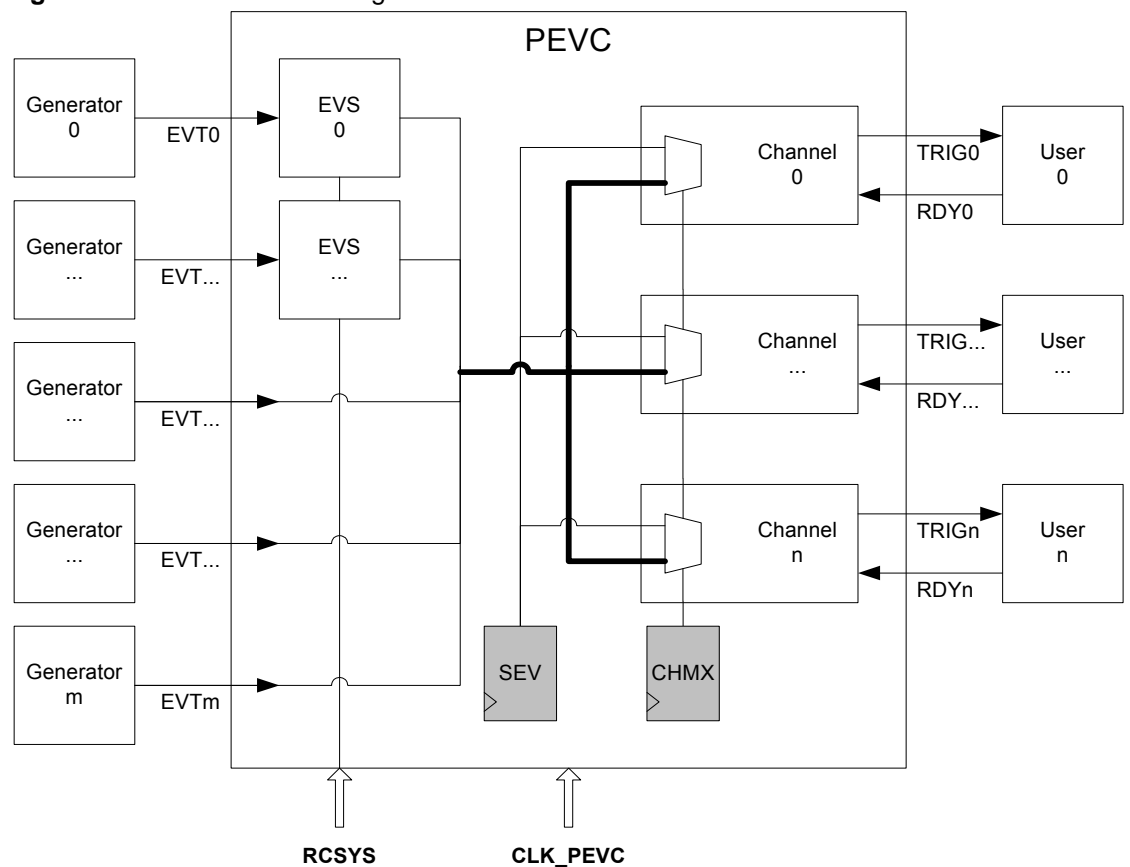 PEVC
Generator
0
EVT0
EVS
0
Channel
0
TRIG0
RDY0
User
0
Generator
...
EVT...
EVS
...
Generator
...
EVT...
Channel
...
TRIG...
RDY...
User
...
Generator
...
EVT...
Channel
n
TRIGn
RDYn
User
n
Generator
m
EVTm
SEV
CHMX
RCSYS
CLK_PEVC